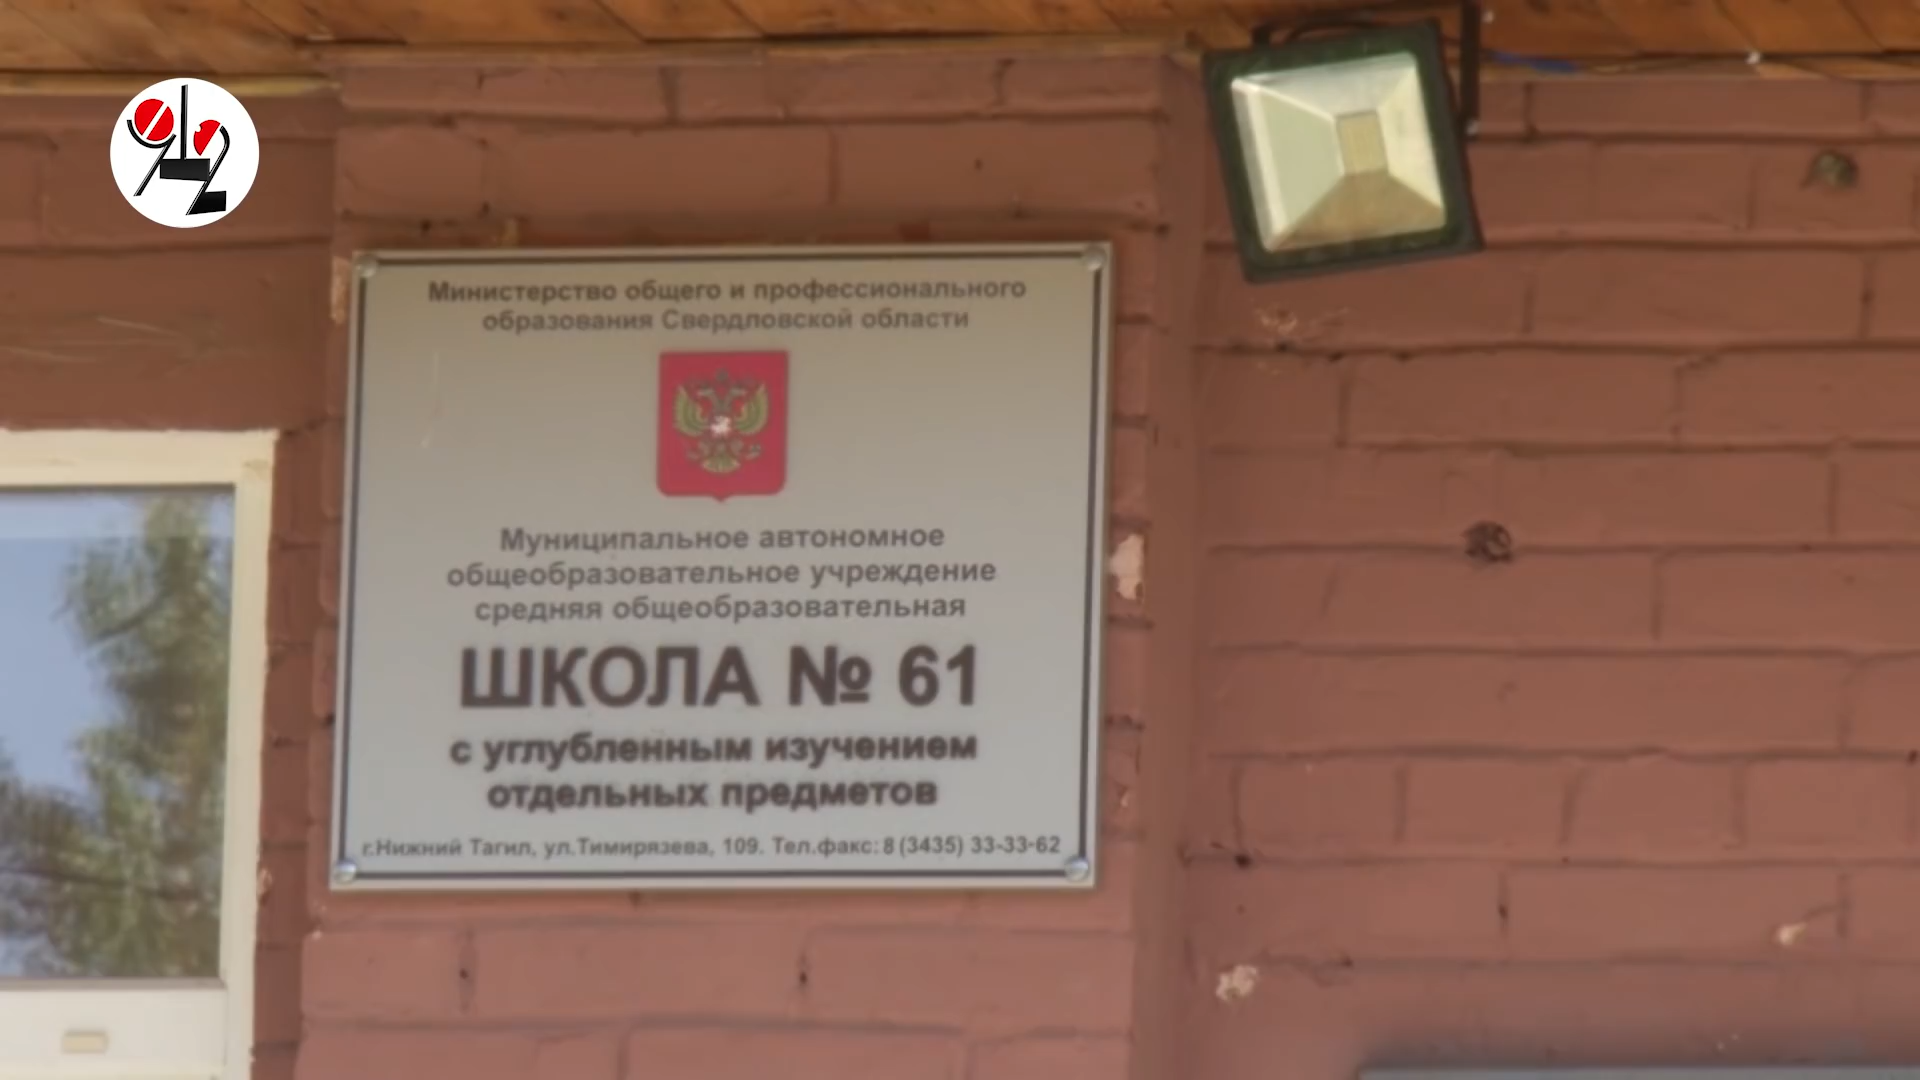 Министерство общего и профессионального
образования Свердловской области
Муниципальное автономное
общеобразовательное учреждение
средняя общеобразовательная
ШКОЛА № 61
с углубленным изучением
отдельных предметов
г.Нижний Тагил, ул.Тимирязева, 109. Тел.факс: 8 (3435) 33-33-62